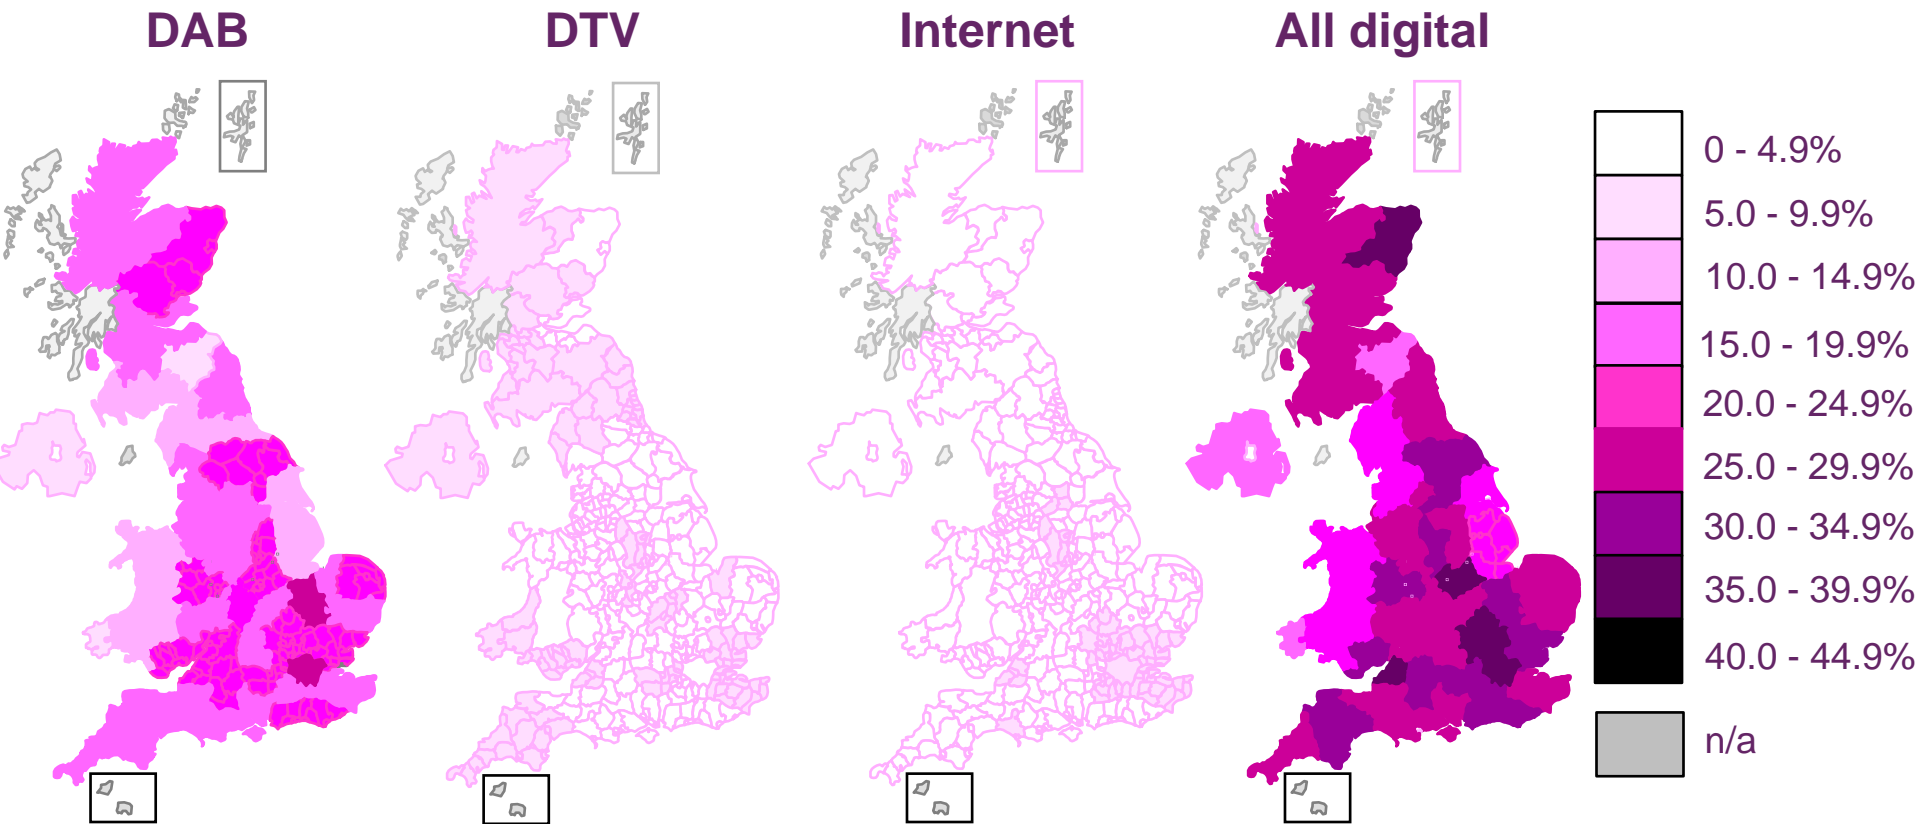 DAB
DTV
Internet
All digital
0 - 4.9%
5.0 - 9.9%
10.0 - 14.9%
15.0 - 19.9%
20.0 - 24.9%
25.0 - 29.9%
30.0 - 34.9%
35.0 - 39.9%
40.0 - 44.9%
n/a